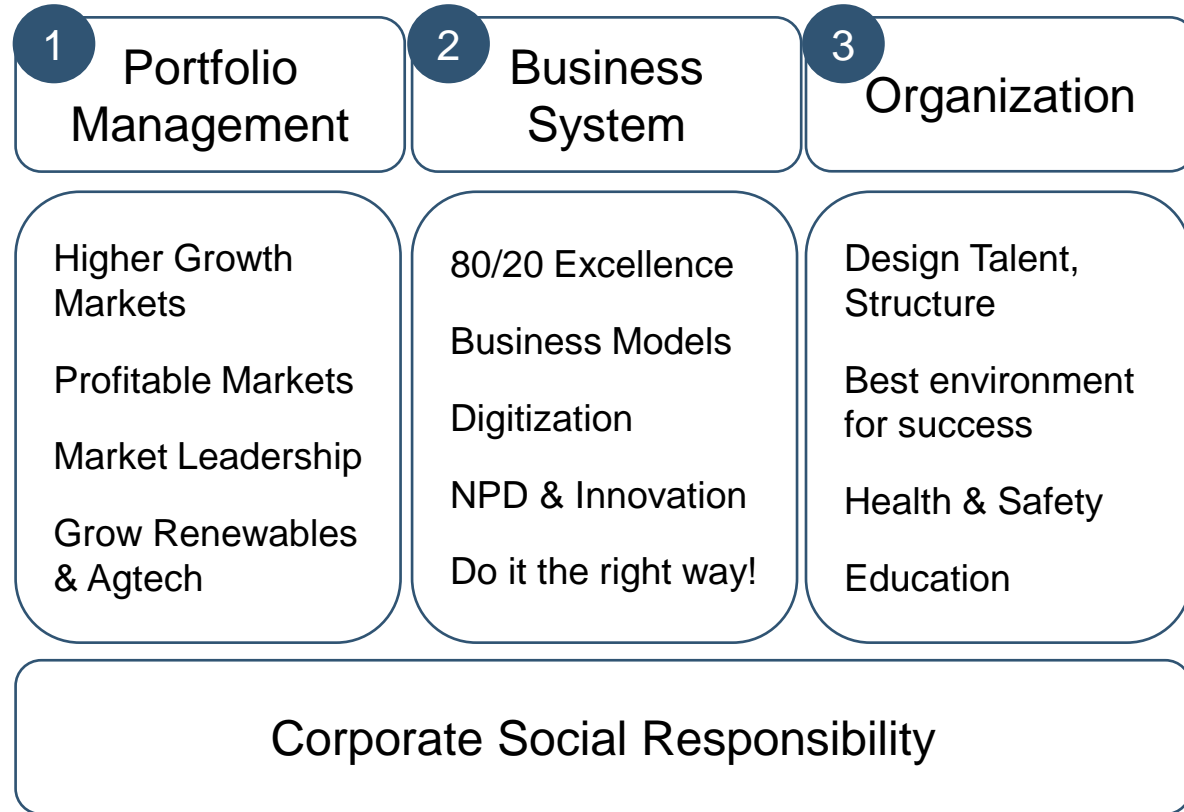 1
Portfolio
Management
Higher Growth
Markets
Profitable Markets
Market Leadership
Grow Renewables
& Agtech
2
Business
System
80/20 Excellence
Business Models
Digitization
NPD & Innovation
Do it the right way!
3
Organization
Design Talent,
Structure
Best environment
for success
Health & Safety
Education
Corporate Social Responsibility